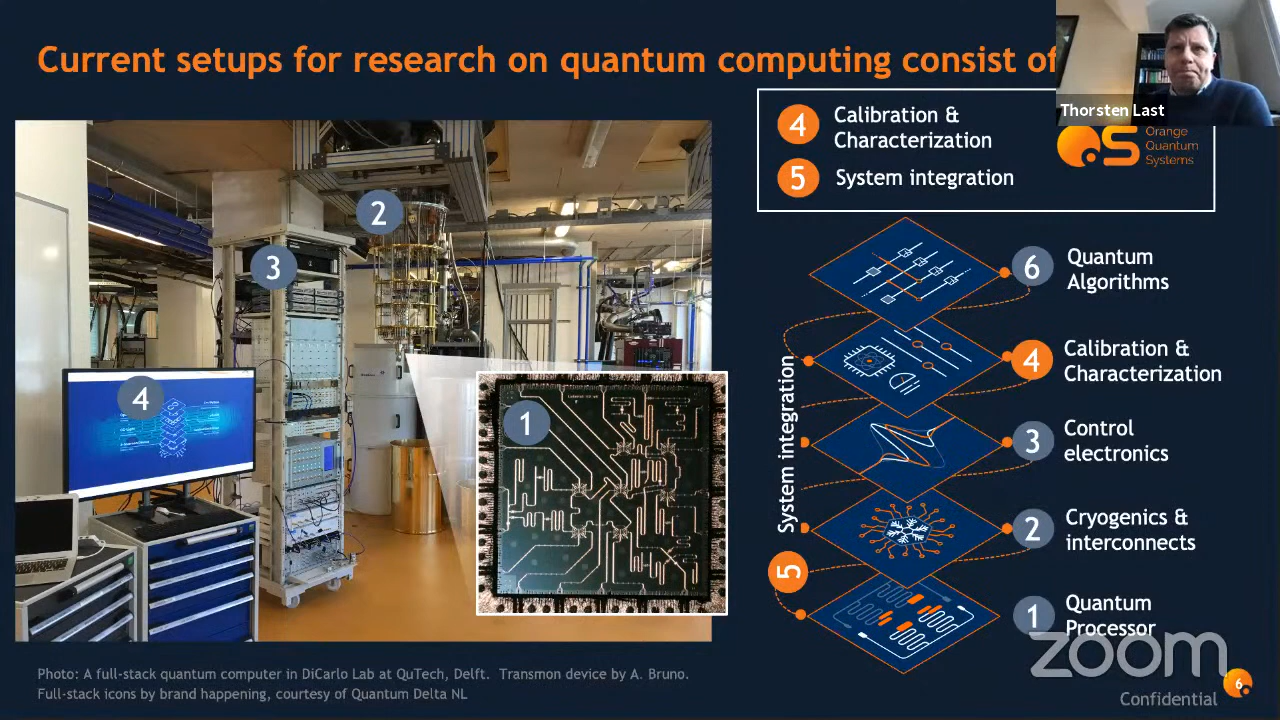 Current setups for research on quantum computing consist of
Thorsten Last
4
Calibration &
Characterization
5
System integration
Orange
Quantum
Systems
2
3
4
1
6
Quantum
Algorithms
4
Calibration &
Characterization
3
Control
electronics
2
Cryogenics &
interconnects
1
Quantum
Processor
System integration
5
Photo: A full-stack quantum computer in DiCarlo Lab at QuTech, Delft. Transmon device by A. Bruno.
Full-stack icons by brand happening, courtesy of Quantum Delta NL
zoom
Confidential
6